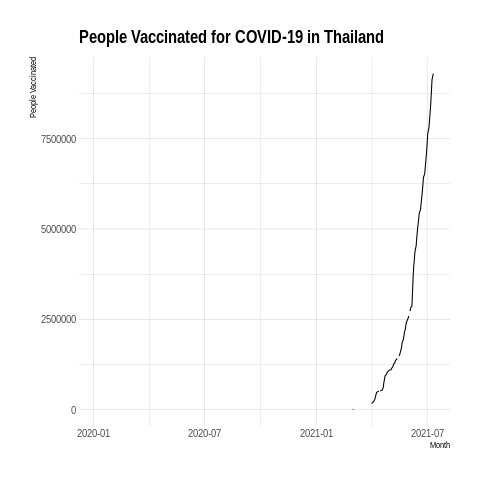 People Vaccinated for COVID-19 in Thailand
People Vaccinated
7500000
5000000
2500000
0
2020-01 2020-07 2021-01 2021-07
Month